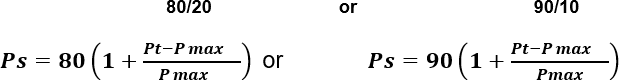 80/20 or 90/10
Ps = 80 (1 + (Pt−P max)/(P max)) or Ps = 90 (1 + (Pt−P max)/(Pmax))